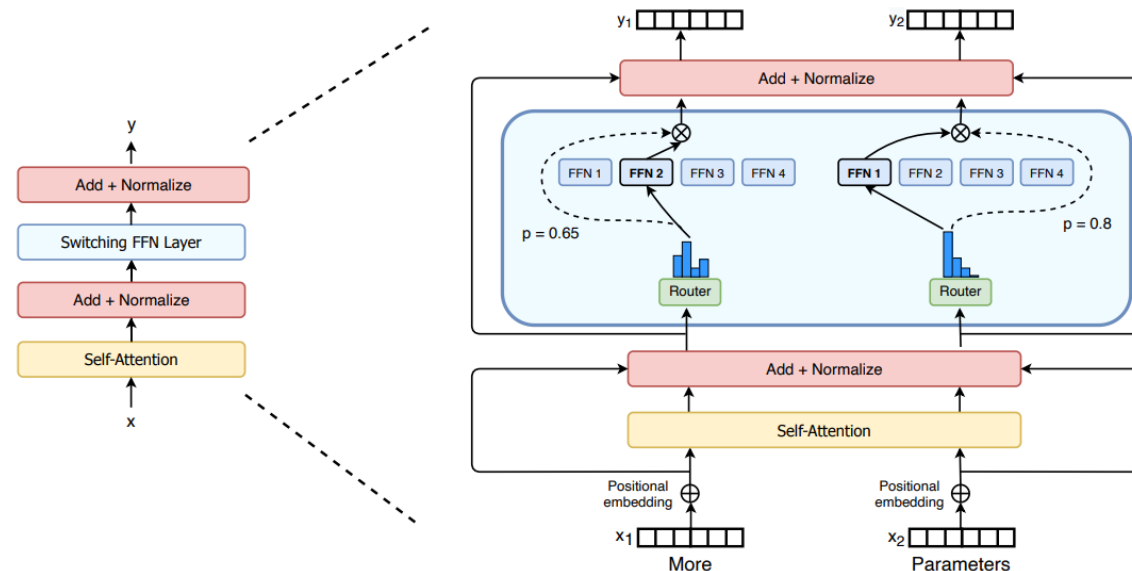 y
Add + Normalize
Switching FFN Layer
Add + Normalize
Self-Attention
x
y1
y2
Add + Normalize
FFN 1
FFN 2
FFN 3
FFN 4
FFN 1
FFN 2
FFN 3
FFN 4
p = 0.65
p = 0.8
Router
Router
Add + Normalize
Self-Attention
Positional
embedding
Positional
embedding
x1
x2
More
Parameters